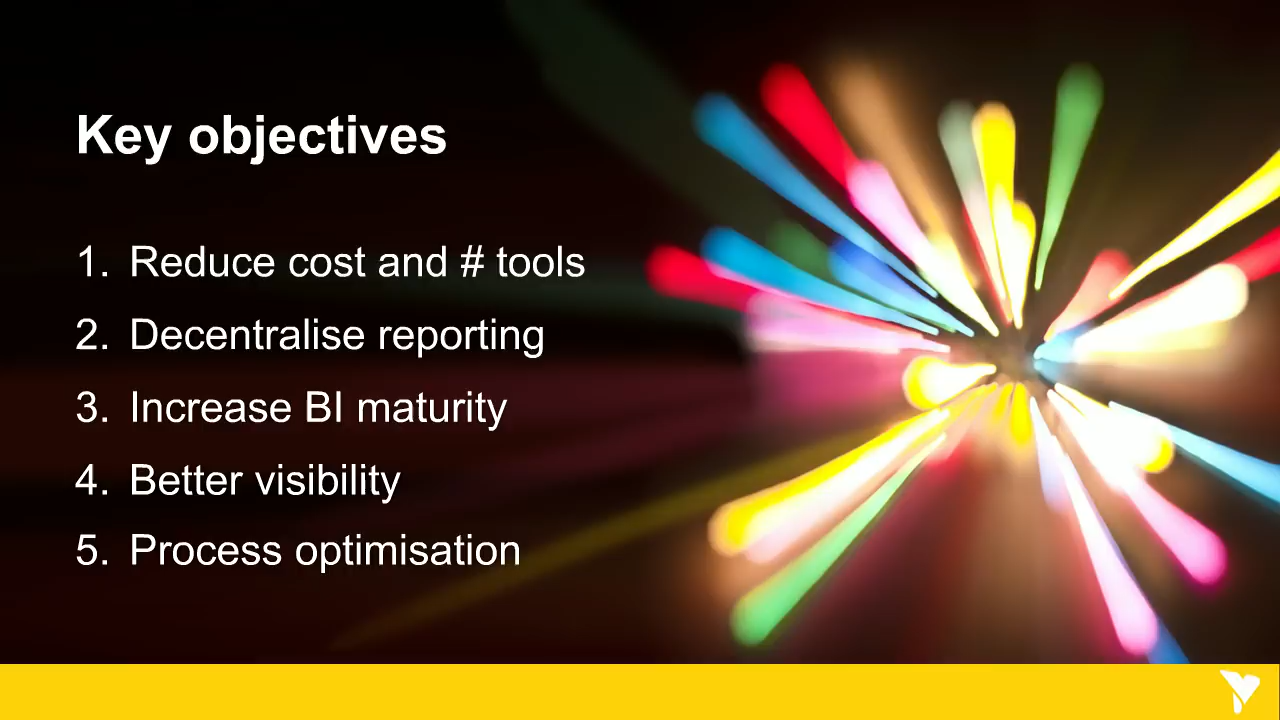 Key objectives
1. Reduce cost and # tools
2. Decentralise reporting
3. Increase BI maturity
4. Better visibility
5. Process optimisation